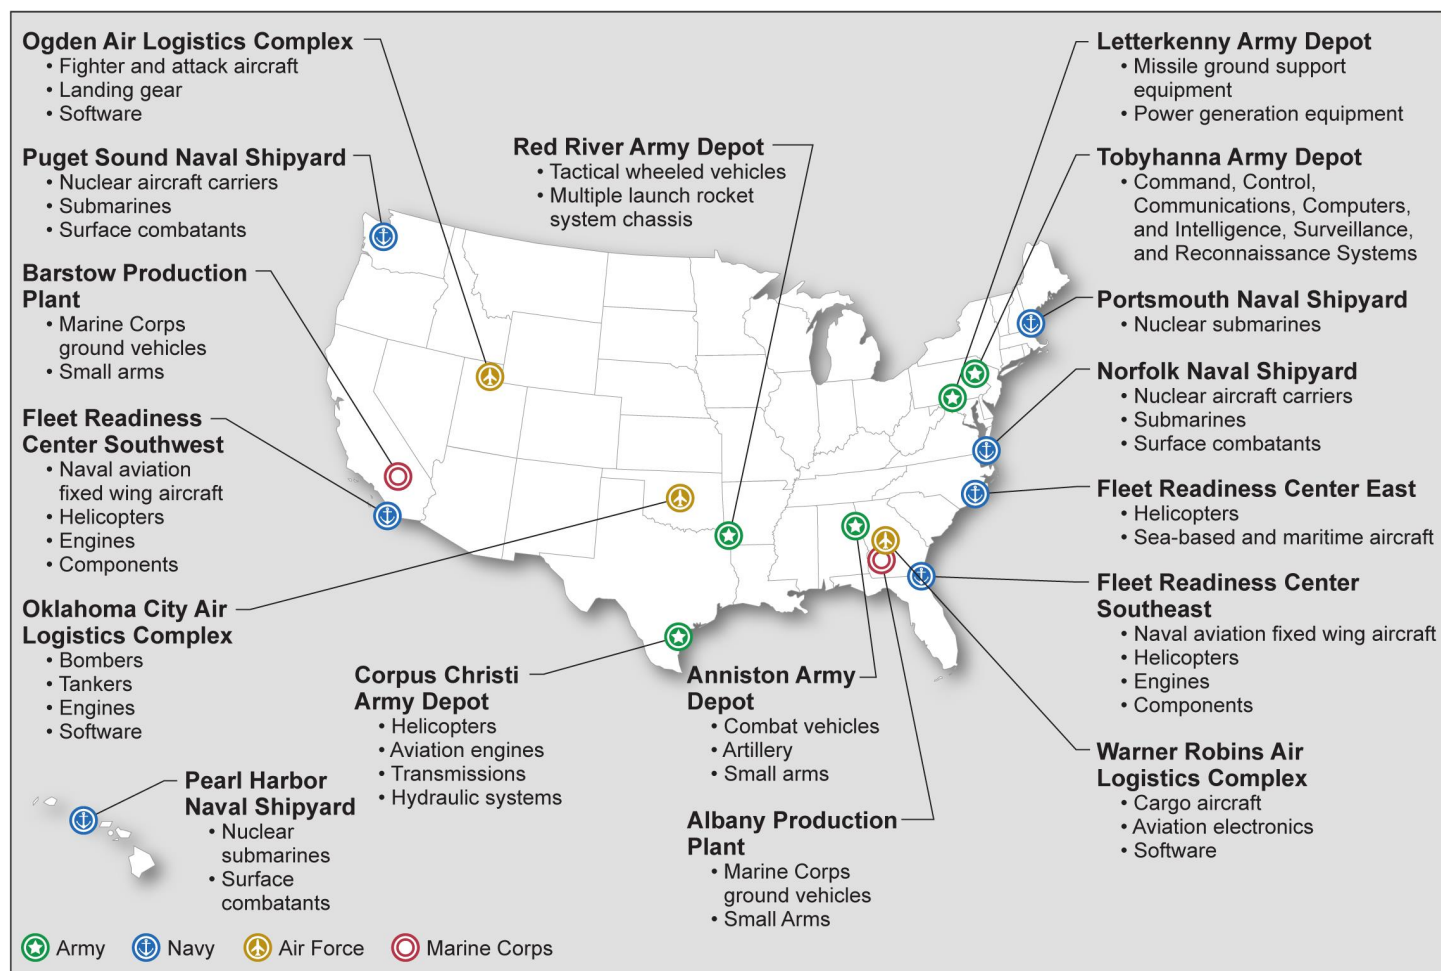 Ogden Air Logistics Complex
• Fighter and attack aircraft
• Landing gear
• Software
Puget Sound Naval Shipyard
• Nuclear aircraft carriers
• Submarines
• Surface combatants
Barstow Production
Plant
• Marine Corps
ground vehicles
• Small arms
Fleet Readiness
Center Southwest
• Naval aviation
fixed wing aircraft
• Helicopters
• Engines
• Components
Oklahoma City Air
Logistics Complex
• Bombers
• Tankers
• Engines
• Software
Pearl Harbor
Naval Shipyard
• Nuclear
submarines
• Surface
combatants
Red River Army Depot
• Tactical wheeled vehicles
• Multiple launch rocket
system chassis
Corpus Christi
Army Depot
• Helicopters
• Aviation engines
• Transmissions
• Hydraulic systems
Anniston Army
Depot
• Combat vehicles
• Artillery
• Small arms
Albany Production
Plant
• Marine Corps
ground vehicles
• Small Arms
Letterkenny Army Depot
• Missile ground support
equipment
• Power generation equipment
Tobyhanna Army Depot
• Command, Control,
Communications, Computers,
and Intelligence, Surveillance,
and Reconnaissance Systems
Portsmouth Naval Shipyard
• Nuclear submarines
Norfolk Naval Shipyard
• Nuclear aircraft carriers
• Submarines
• Surface combatants
Fleet Readiness Center East
• Helicopters
• Sea-based and maritime aircraft
Fleet Readiness Center
Southeast
• Naval aviation fixed wing aircraft
• Helicopters
• Engines
• Components
Warner Robins Air
Logistics Complex
• Cargo aircraft
• Aviation electronics
• Software
Army
Navy
Air Force
Marine Corps